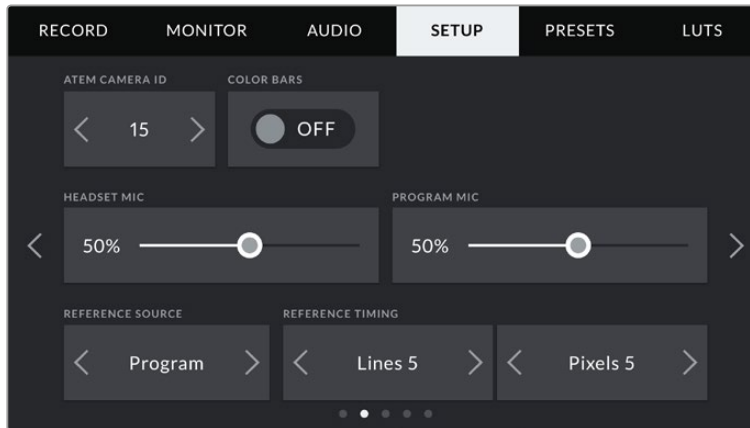 RECORD MONITOR AUDIO SETUP PRESETS LUTS
ATEM CAMERA ID COLOR BARS
15 OFF
HEADSET MIC PROGRAM MIC
50% 50%
REFERENCE SOURCE REFERENCE TIMING
Program Lines 5 Pixels 5